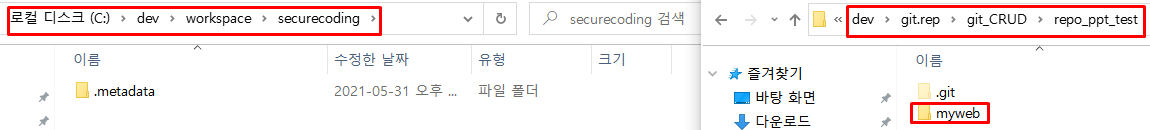 로컬 디스크 (C:) > dev > workspace > securecoding >
securecoding 검색
이름
수정한 날짜
유형
크기
.metadata
2021-05-31 오후 ...
파일 폴더
« dev > git.rep > git_CRUD > repo_ppt_test
즐겨찾기
바탕 화면
다운로드
이름
.git
myweb